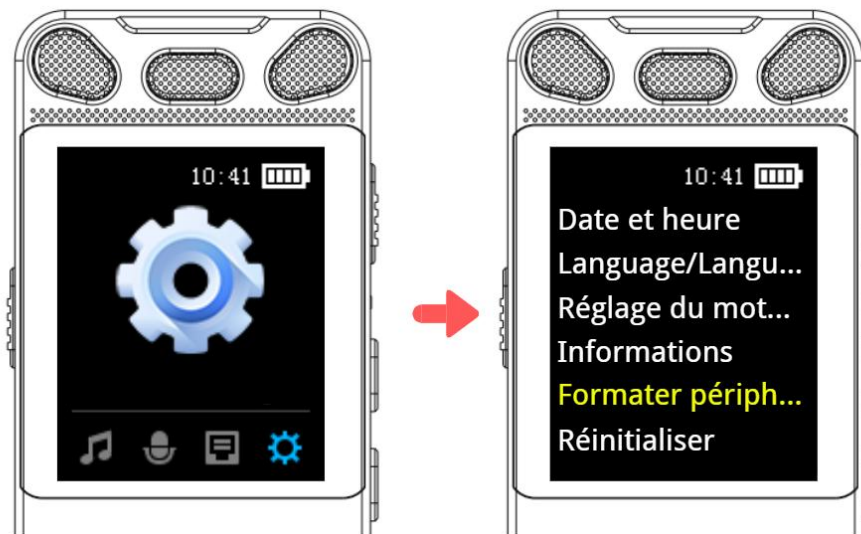 10:41
10:41
Date et heure
Language/Langu...
Réglage du mot...
Informations
Formater périph...
Réinitialiser